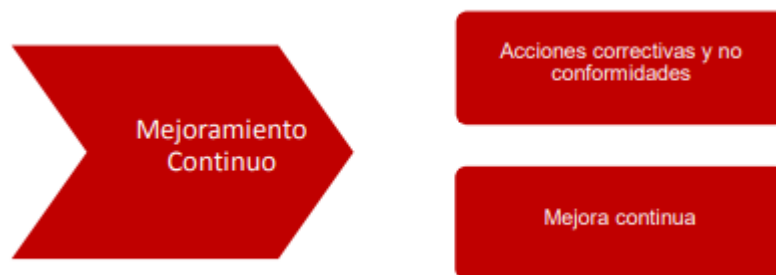 Mejoramiento
Continuo
Acciones correctivas y no
conformidades
Mejora continua